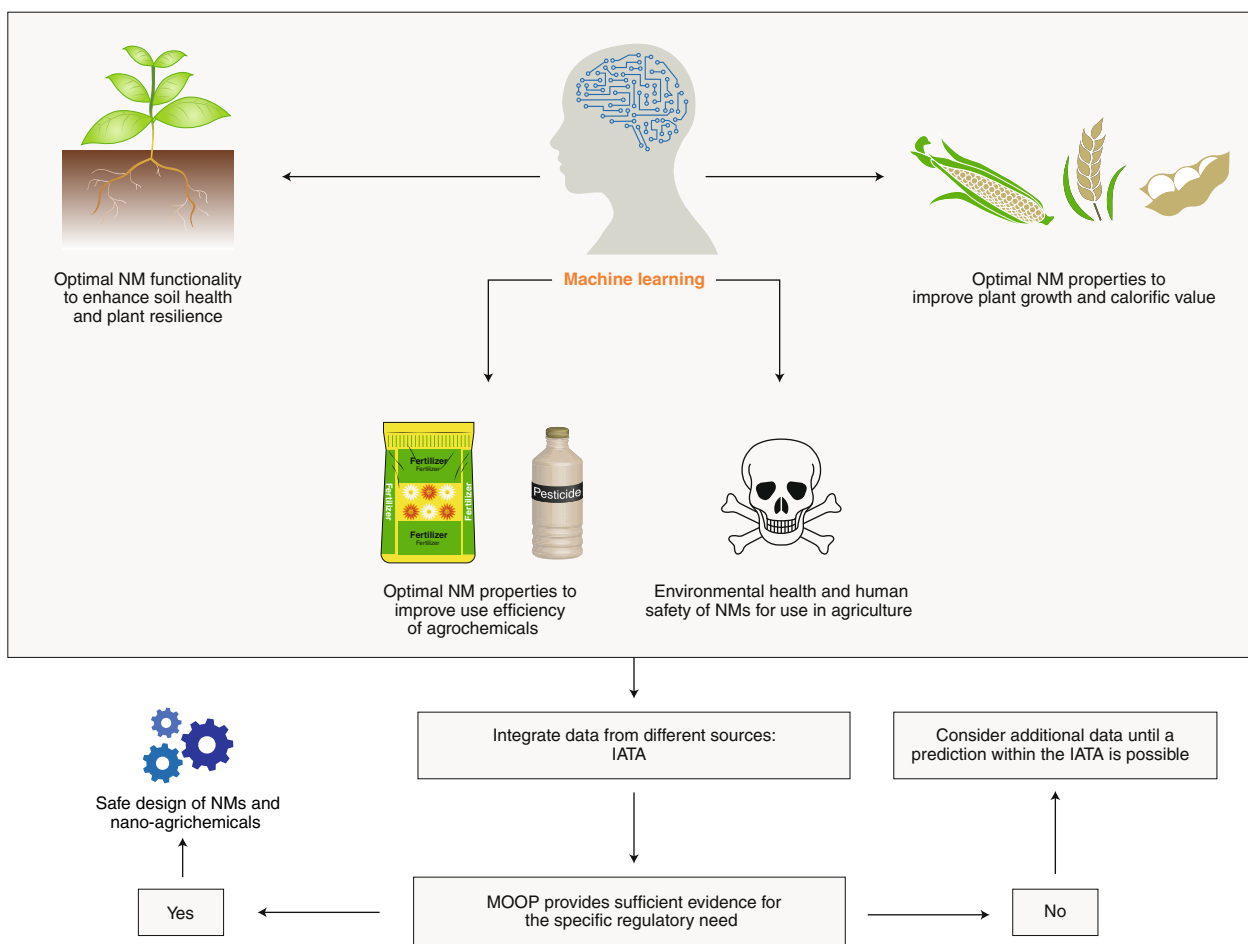 Machine learning
Optimal NM functionality
to enhance soil health
and plant resilience
Optimal NM properties to
improve plant growth and calorific value
Fertilizer
Fertilizer
Fertilizer
Fertilizer
Fertilizer
Fertilizer
Pesticide
Optimal NM properties to
improve use efficiency
of agrochemicals
Environmental health and human
safety of NMs for use in agriculture
Integrate data from different sources:
IATA
Consider additional data until a
prediction within the IATA is possible
Safe design of NMs and
nano-agrichemicals
Yes
MOOP provides sufficient evidence for
the specific regulatory need
No